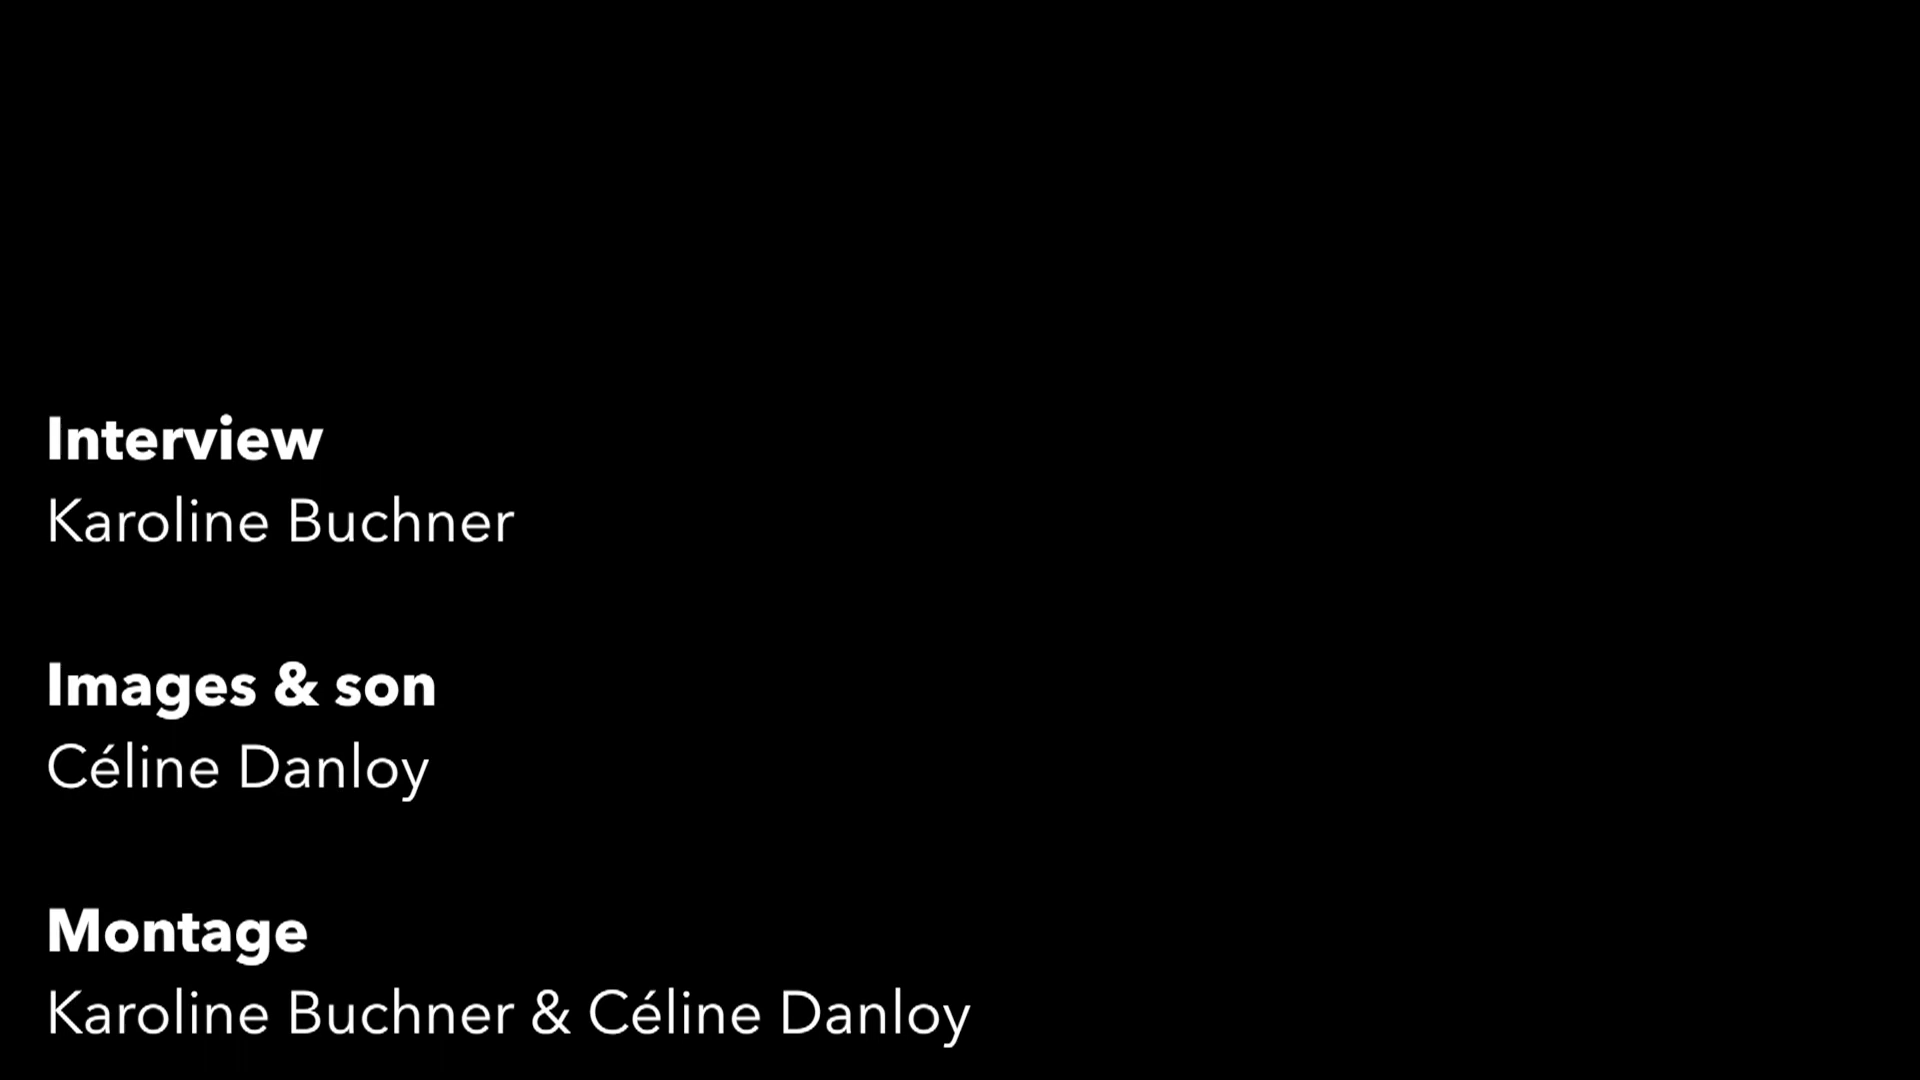 Interview
Karoline Buchner
Images & son
Céline Danloy
Montage
Karoline Buchner & Céline Danloy